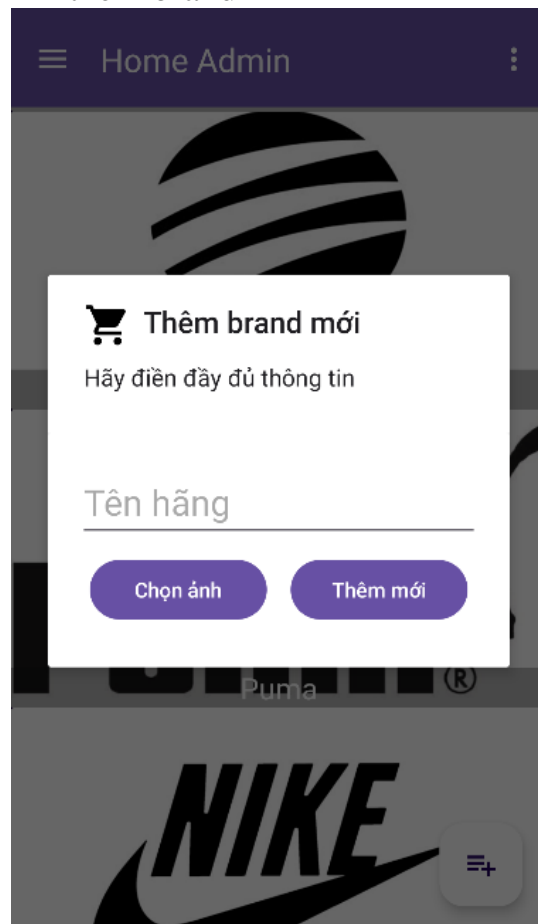 Home Admin
Thêm brand mới
Hãy điền đầy đủ thông tin
Tên hãng
Chọn ảnh
Thêm mới
Puma
®
NIKE